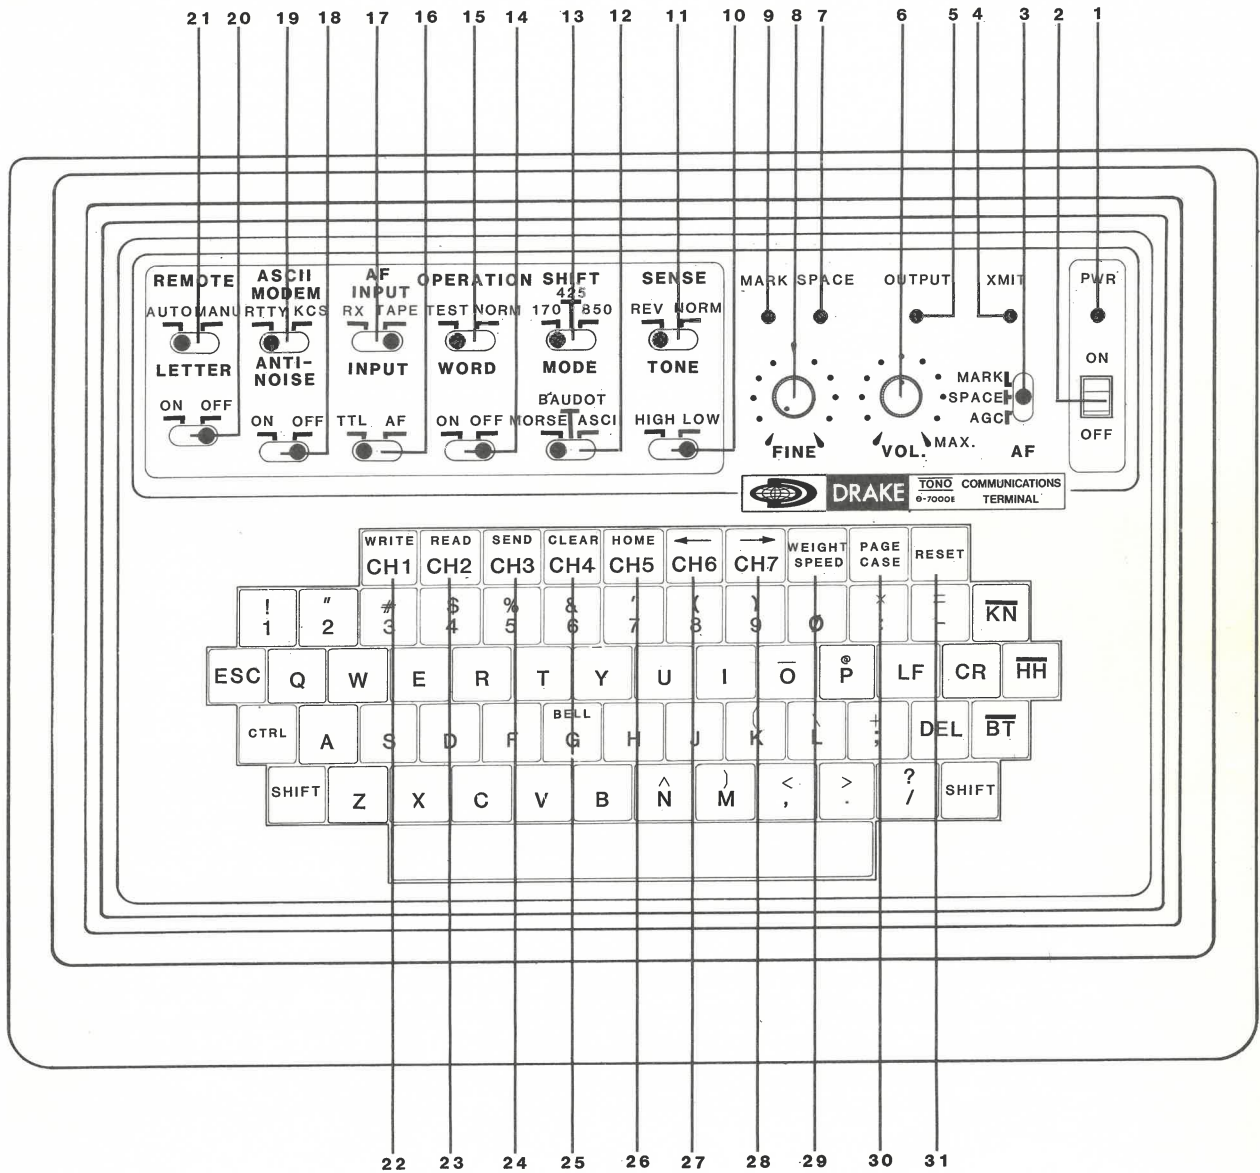 21 20 19 18 17 16 15 14 13 12 11 10 9 8 7 6 5 4 3 2 1
REMOTE ASCII MODEM AF INPUT OPERATION SHIFT SENSE MARK SPACE OUTPUT XMIT PWR
AUTO MANU RTTY KCS RX TAPE TEST NORM 170 425 850 REV NORM
LETTER ANTI-NOISE INPUT WORD MODE TONE
ON OFF ON OFF TTL AF ON OFF MORSE BAUDOT ASCII HIGH LOW
FINE VOL. MAX. AF
MARK
SPACE
AGC
ON
OFF
DRAKE TONO COMMUNICATIONS
Θ-7000E TERMINAL
WRITE READ SEND CLEAR HOME ← → WEIGHT PAGE RESET
CH1 CH2 CH3 CH4 CH5 CH6 CH7 SPEED CASE
! " # $ % & ' ( ) * = KN
1 2 3 4 5 6 7 8 9 Ø : -
ESC Q W E R T Y U I O @ P LF CR HH
CTRL A S D F BELL G H J K L + ; DEL BT
SHIFT Z X C V B ^ N ) M < , > . ? / SHIFT
22 23 24 25 26 27 28 29 30 31